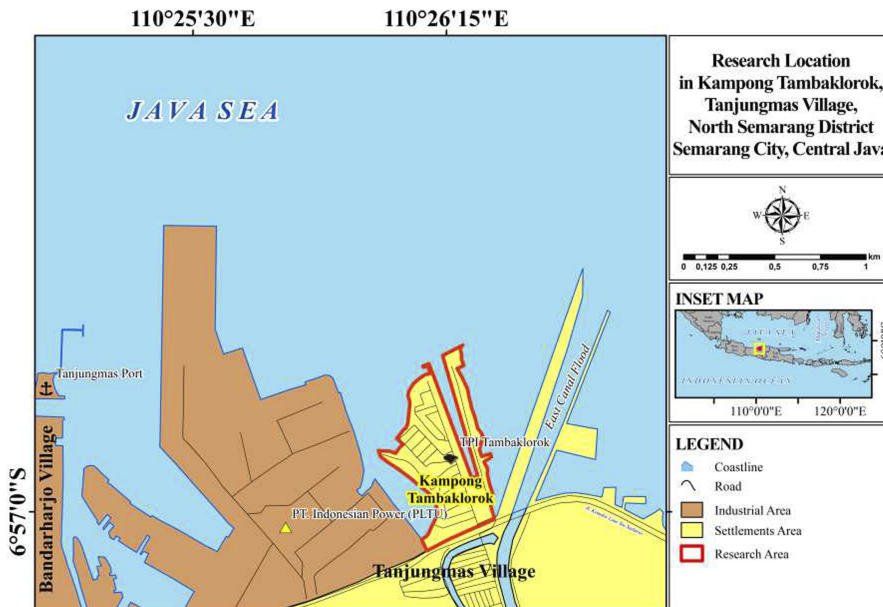 110°25'30"E
110°26'15"E
JAVA SEA
Tanjungmas Port
Bandarharjo Village
6°57'0"S
PT. Indonesian Power (PLTU)
TPI Tambaklorok
Kampong
Tambaklorok
East Canal Flood
Tanjungmas Village
Research Location
in Kampong Tambaklorok,
Tanjungmas Village,
North Semarang District
Semarang City, Central Java
N
W
E
S
km
0 0,125 0,25 0,5 0,75 1
INSET MAP
JAVA SEA
110°0'0"E
120°0'0"E
LEGEND
Coastline
Road
Industrial Area
Settlements Area
Research Area